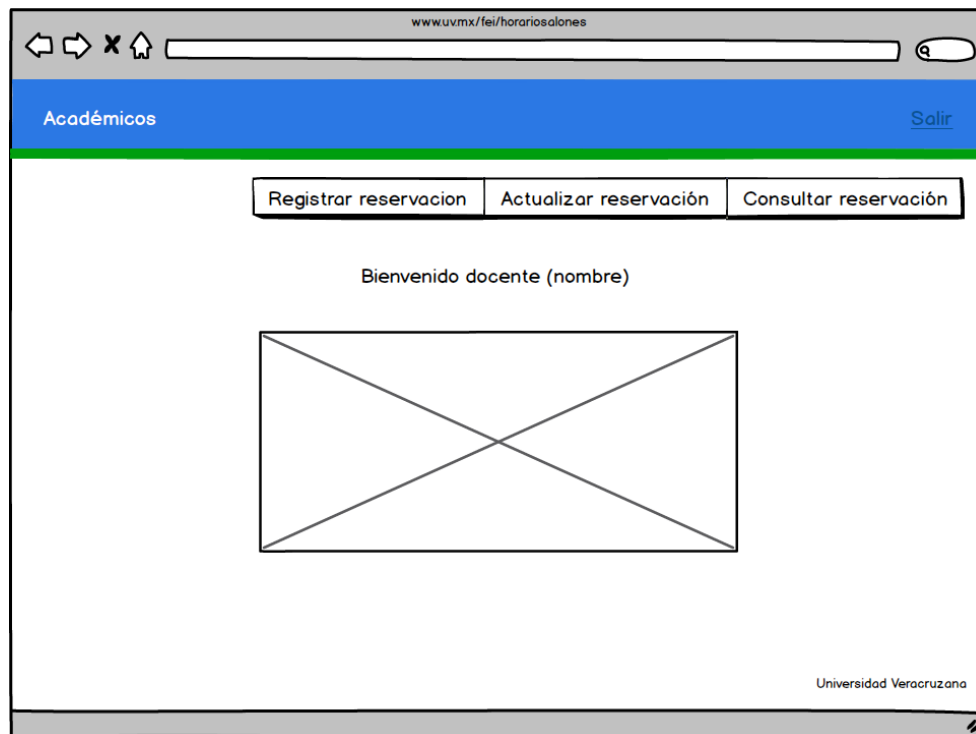 www.uv.mx/fei/horariosalones
Académicos Salir
Registrar reservacion Actualizar reservación Consultar reservación
Bienvenido docente (nombre)
Universidad Veracruzana